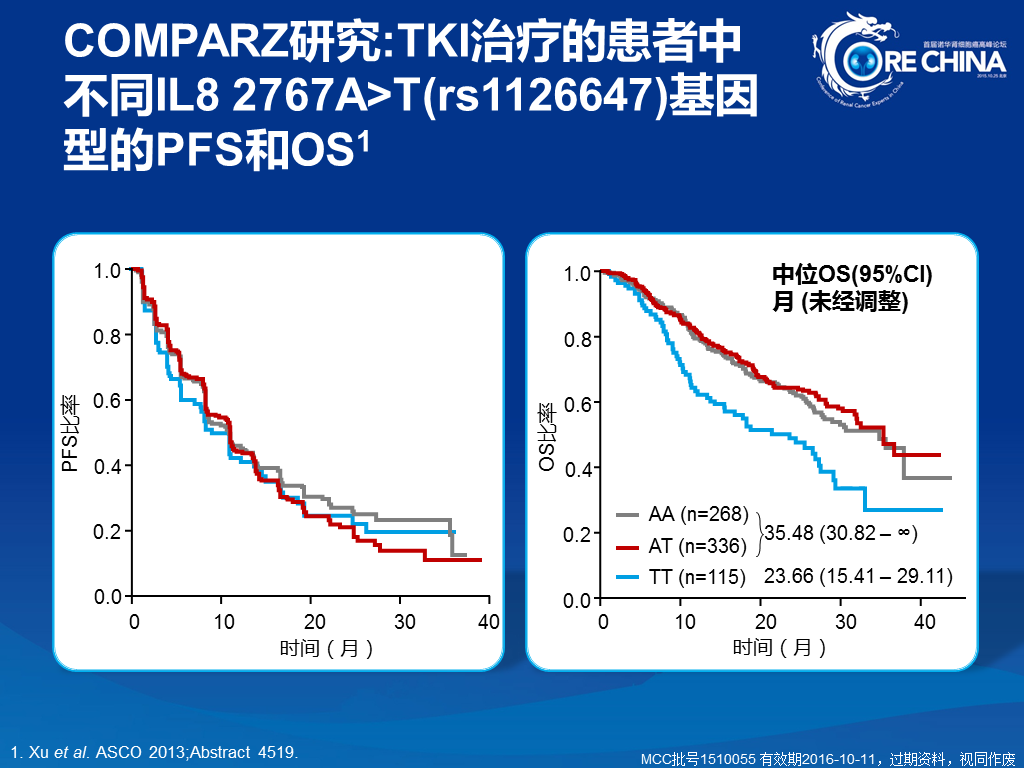 COMPARZ研究:TKI治疗的患者中
不同IL8 2767A>T(rs1126647)基因
型的PFS和OS1
首届诺华肾细胞癌高峰论坛
CORE CHINA
2015.10.25 北京
Conference of Renal Cancer Experts in China
PFS比率
1.0
0.8
0.6
0.4
0.2
0.0
0 10 20 30 40
时间（月）
OS比率
1.0
0.8
0.6
0.4
0.2
0.0
中位OS(95%CI)
月 (未经调整)
AA (n=268)
AT (n=336)
35.48 (30.82 – ∞)
TT (n=115) 23.66 (15.41 – 29.11)
0 10 20 30 40
时间（月）
1. Xu et al. ASCO 2013;Abstract 4519.
MCC批号1510055 有效期2016-10-11，过期资料，视同作废